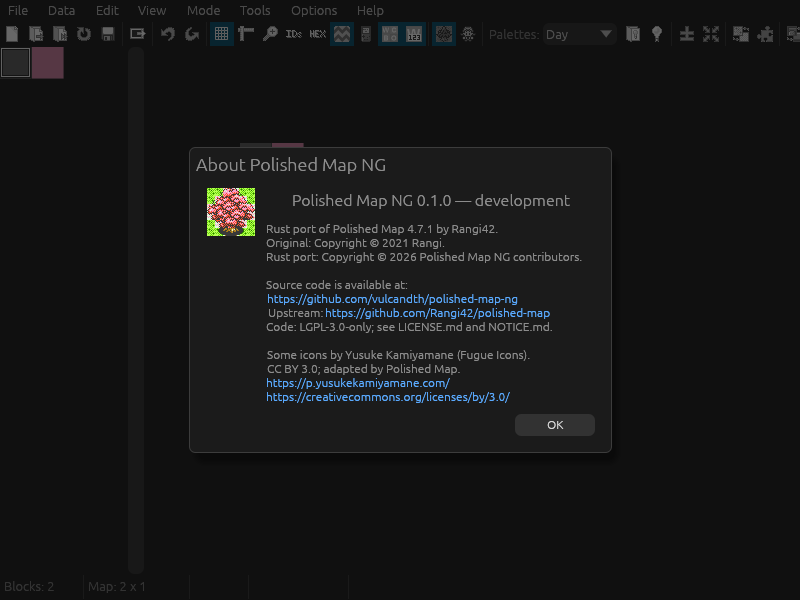 File Data Edit View Mode Tools Options Help
IDs HEX 123 Palettes: Day
About Polished Map NG
Polished Map NG 0.1.0 — development
Rust port of Polished Map 4.7.1 by Rangi42.
Original: Copyright © 2021 Rangi.
Rust port: Copyright © 2026 Polished Map NG contributors.
Source code is available at:
https://github.com/vulcandth/polished-map-ng
Upstream: https://github.com/Rangi42/polished-map
Code: LGPL-3.0-only; see LICENSE.md and NOTICE.md.
Some icons by Yusuke Kamiyamane (Fugue Icons).
CC BY 3.0; adapted by Polished Map.
https://p.yusukekamiyamane.com/
https://creativecommons.org/licenses/by/3.0/
OK
Blocks: 2 Map: 2 x 1